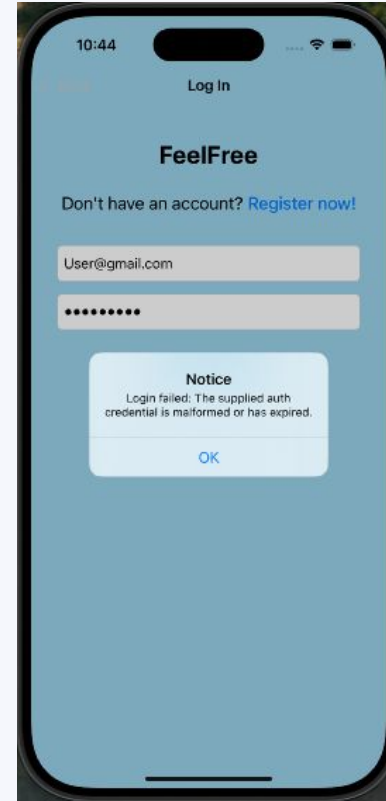 10:44
Log In
FeelFree
Don't have an account? Register now!
User@gmail.com
•••••••••
Notice
Login failed: The supplied auth
credential is malformed or has expired.
OK